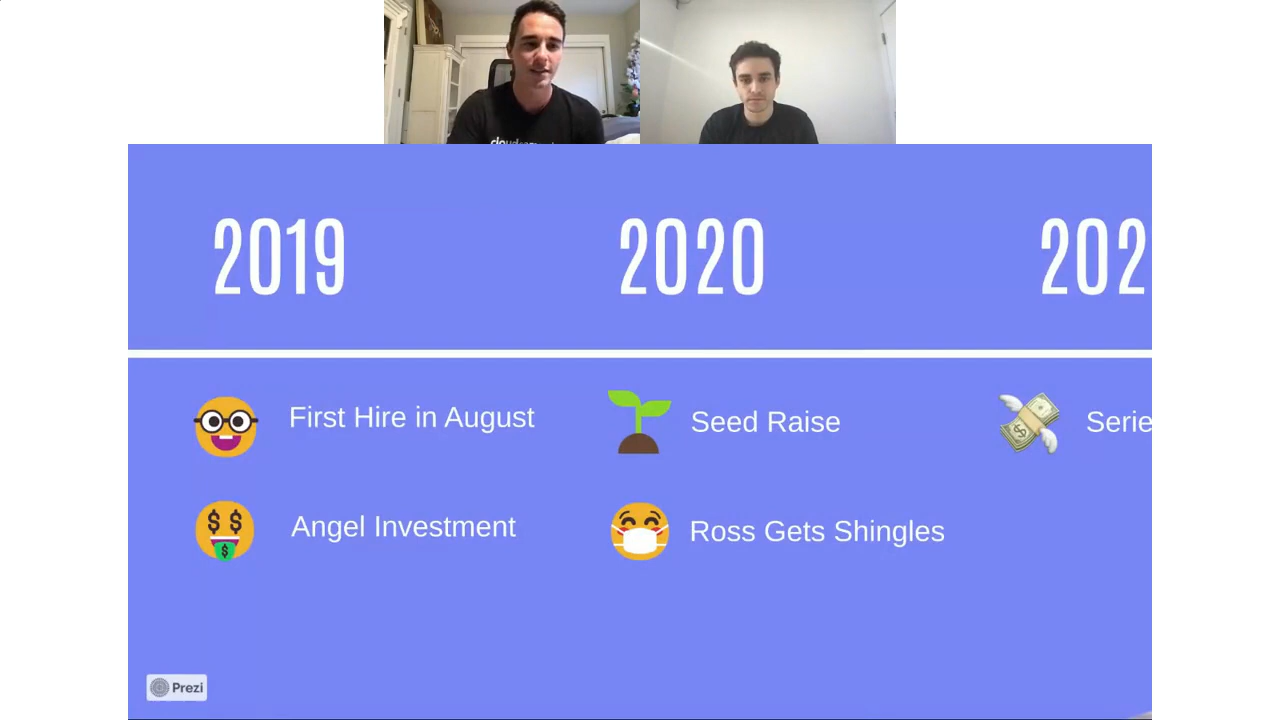 2019
2020
202
First Hire in August
Seed Raise
Serie
Angel Investment
Ross Gets Shingles
Prezi